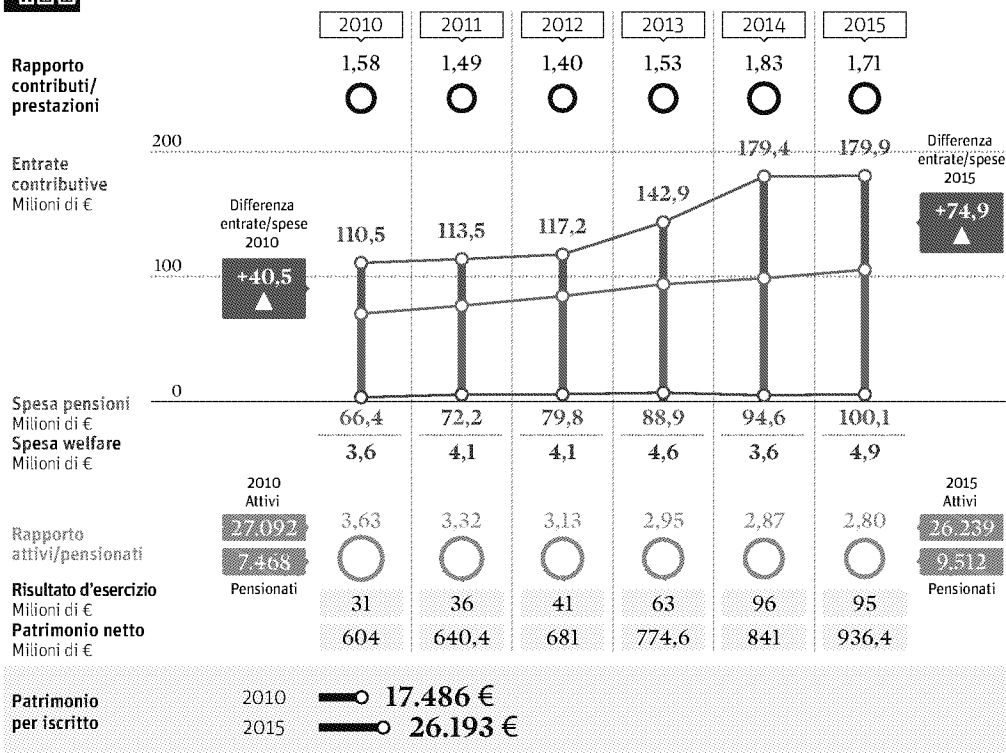 2010 2011 2012 2013 2014 2015
Rapporto
contributi/
prestazioni
1,58 1,49 1,40 1,53 1,83 1,71
200
Entrate
contributive
Milioni di €
179,4 179,9
Differenza
entrate/spese
2015
+74,9
142,9
Differenza
entrate/spese
2010
+40,5
110,5 113,5 117,2
100
0
Spesa pensioni
Milioni di €
66,4 72,2 79,8 88,9 94,6 100,1
Spesa welfare
Milioni di €
3,6 4,1 4,1 4,6 3,6 4,9
2010
Attivi
27.092
7.468
Pensionati
Rapporto
attivi/pensionati
3,63 3,32 3,13 2,95 2,87 2,80
2015
Attivi
26.239
9.512
Pensionati
Risultato d'esercizio
Milioni di €
31 36 41 63 96 95
Patrimonio netto
Milioni di €
604 640,4 681 774,6 841 936,4
Patrimonio
per iscritto
2010 17.486 €
2015 26.193 €